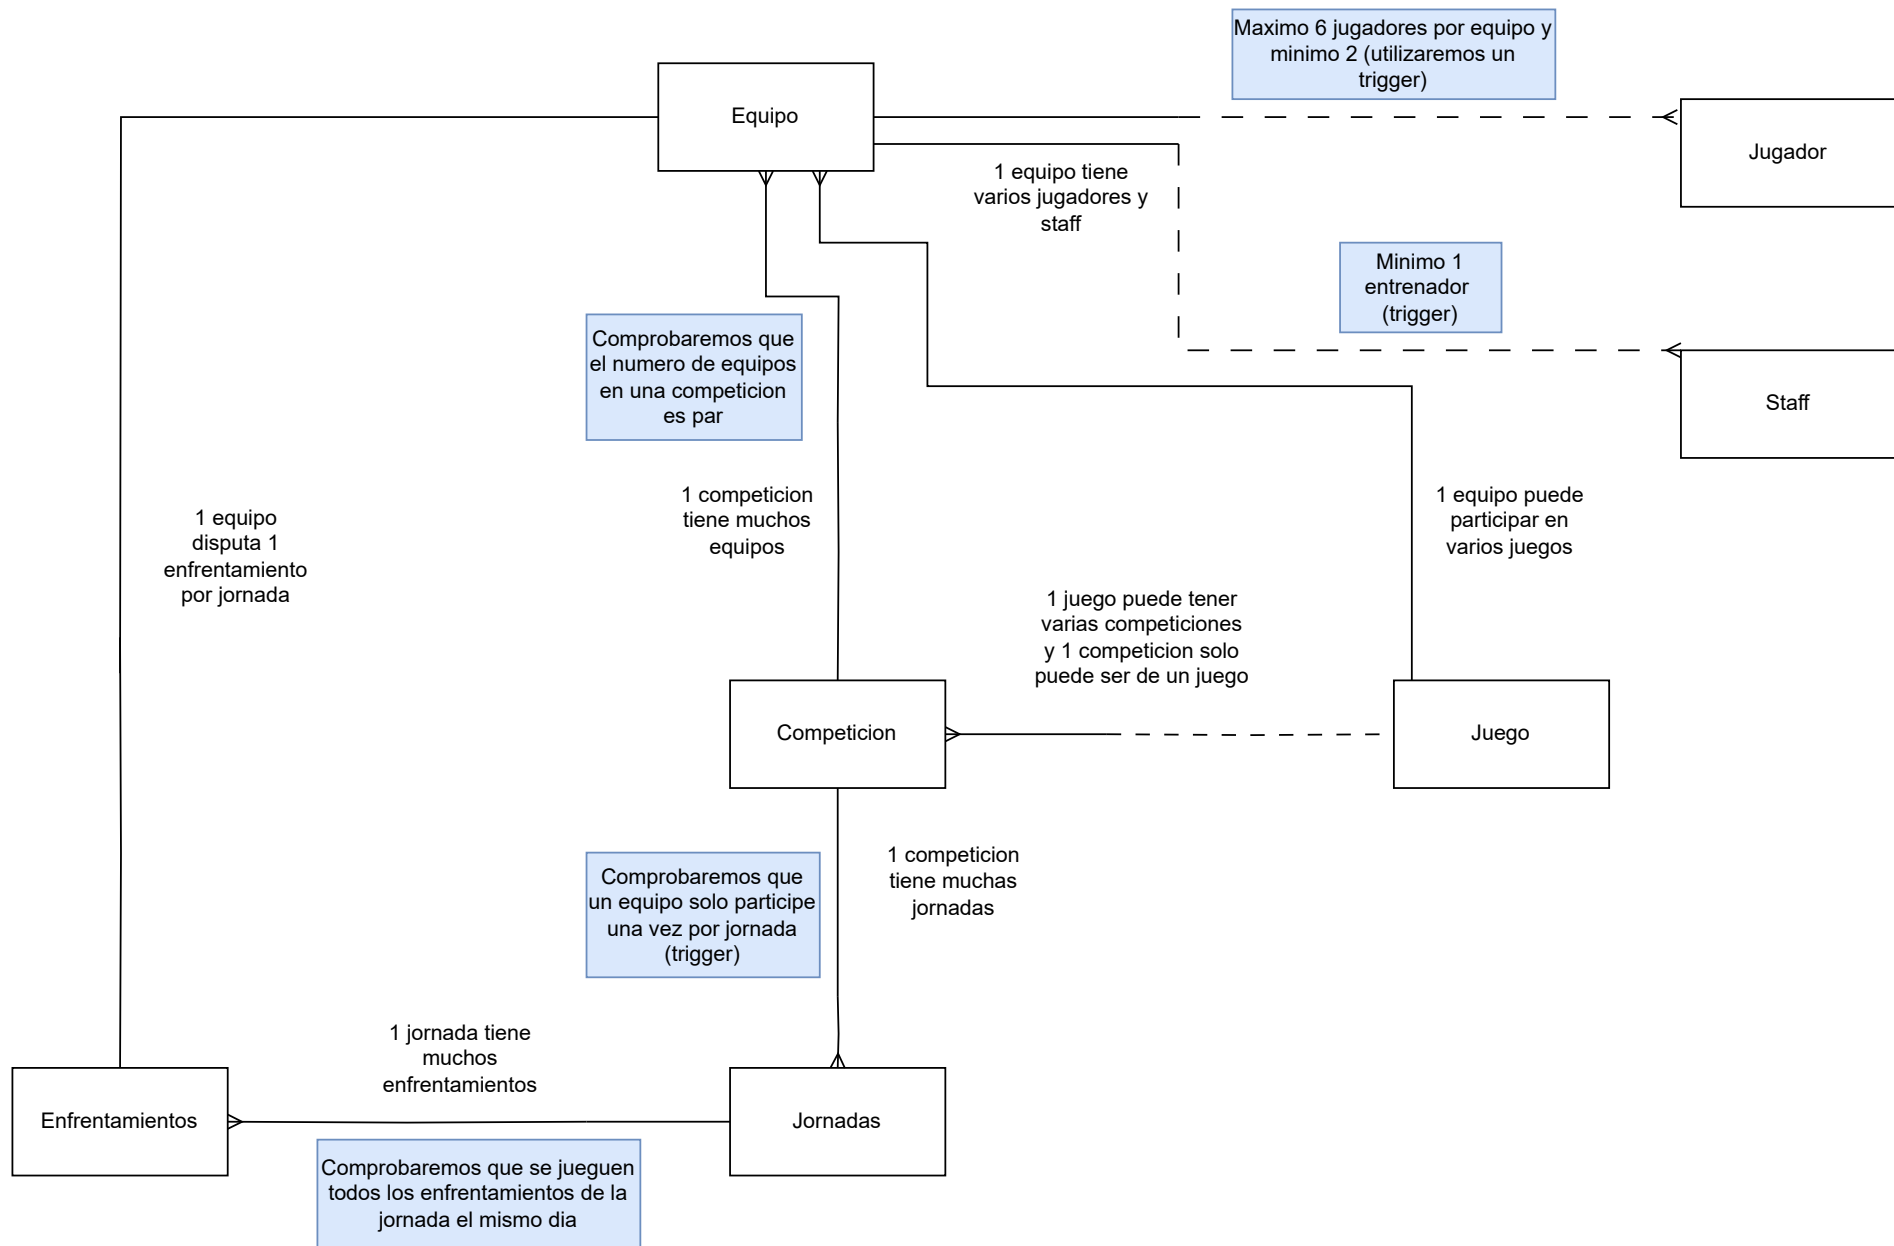 Maximo 6 jugadores por equipo y
minimo 2 (utilizaremos un
trigger)
Equipo
Jugador
1 equipo tiene
varios jugadores y
staff
Minimo 1
entrenador
(trigger)
Comprobaremos que
el numero de equipos
en una competicion
es par
Staff
1 equipo
disputa 1
enfrentamiento
por jornada
1 competicion
tiene muchos
equipos
1 equipo puede
participar en
varios juegos
1 juego puede tener
varias competiciones
y 1 competicion solo
puede ser de un juego
Competicion
Juego
Comprobaremos que
un equipo solo participe
una vez por jornada
(trigger)
1 competicion
tiene muchas
jornadas
1 jornada tiene
muchos
enfrentamientos
Enfrentamientos
Jornadas
Comprobaremos que se jueguen
todos los enfrentamientos de la
jornada el mismo dia